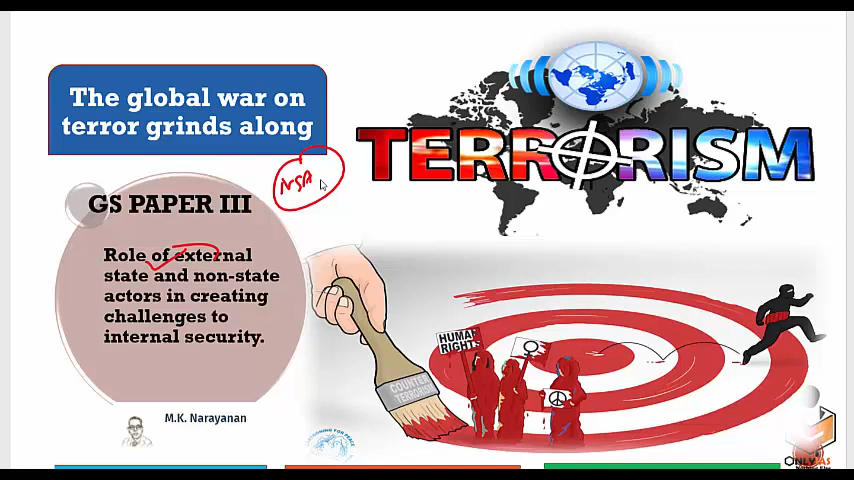 The global war on
terror grinds along
TERRORISM
NSA
GS PAPER III
Role of external
state and non-state
actors in creating
challenges to
internal security.
HUMAN
RIGHTS
COUNTER
TERRORISM
M.K. Narayanan
ONLYIAS